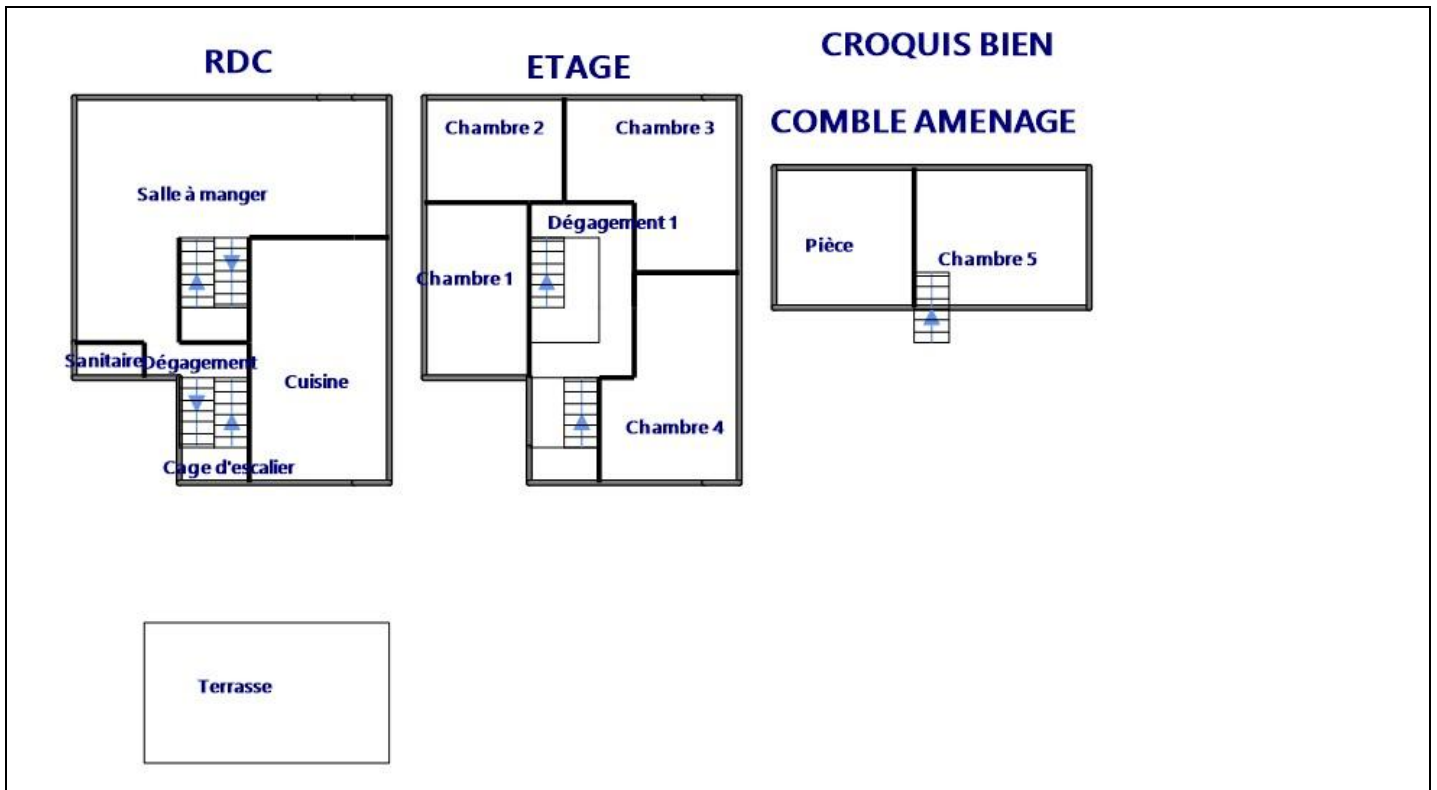 CROQUIS BIEN
RDC
ETAGE
COMBLE AMENAGE
Chambre 2
Chambre 3
Salle à manger
Dégagement 1
Pièce
Chambre 5
Chambre 1
Sanitaire
Dégagement
Cuisine
Chambre 4
Cage d'escalier
Terrasse